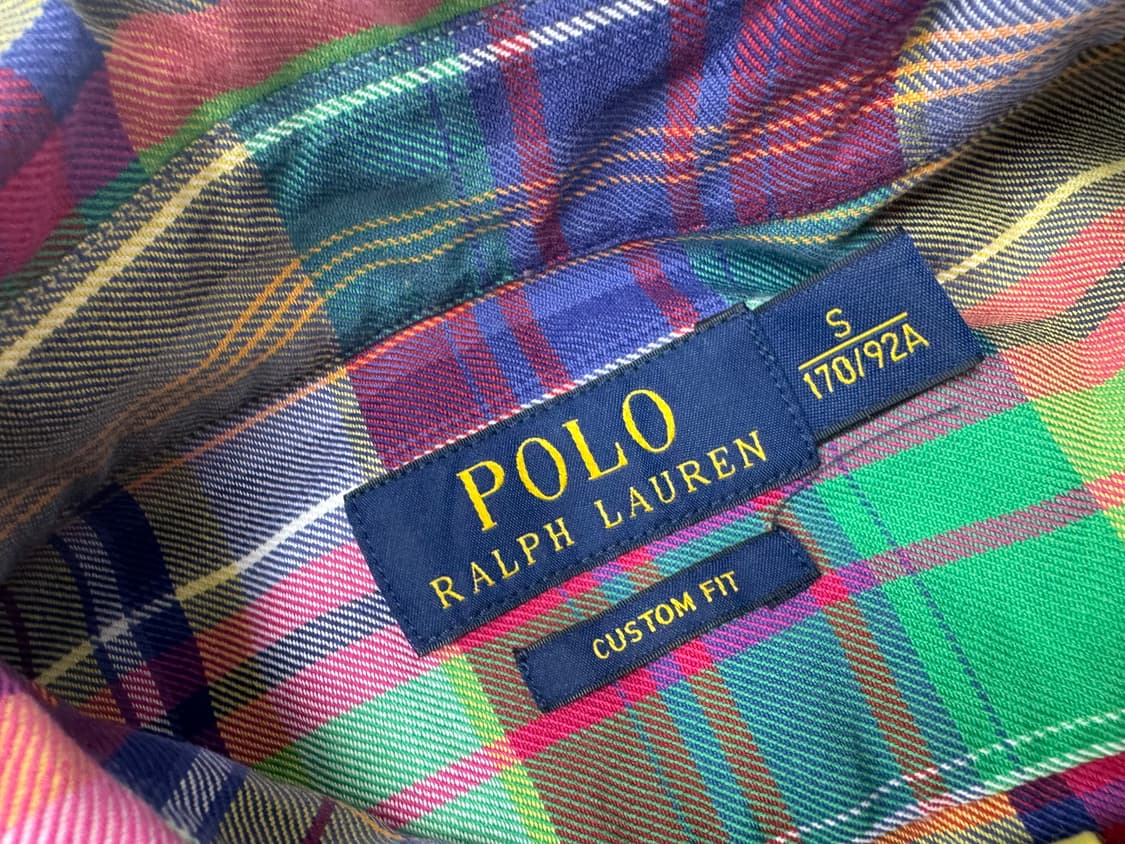 POLO
RALPH LAUREN
S
170/92A
CUSTOM FIT